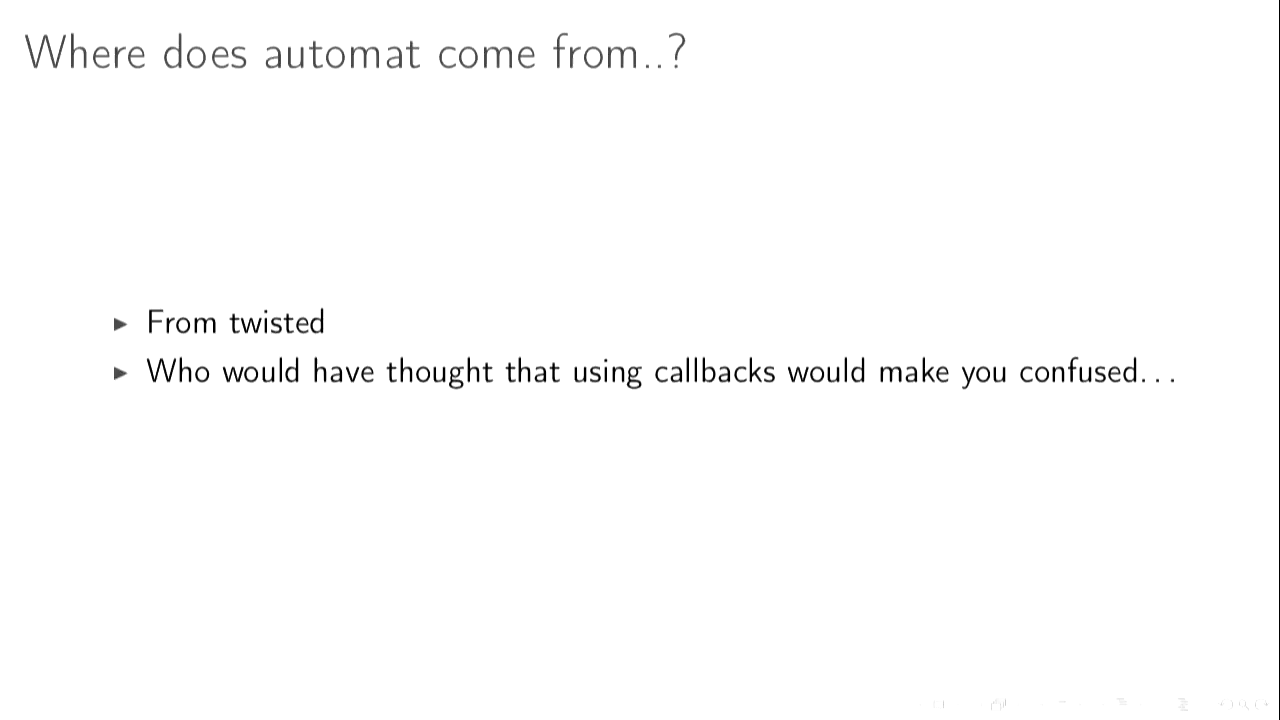 Where does automat come from..?
From twisted
Who would have thought that using callbacks would make you confused...